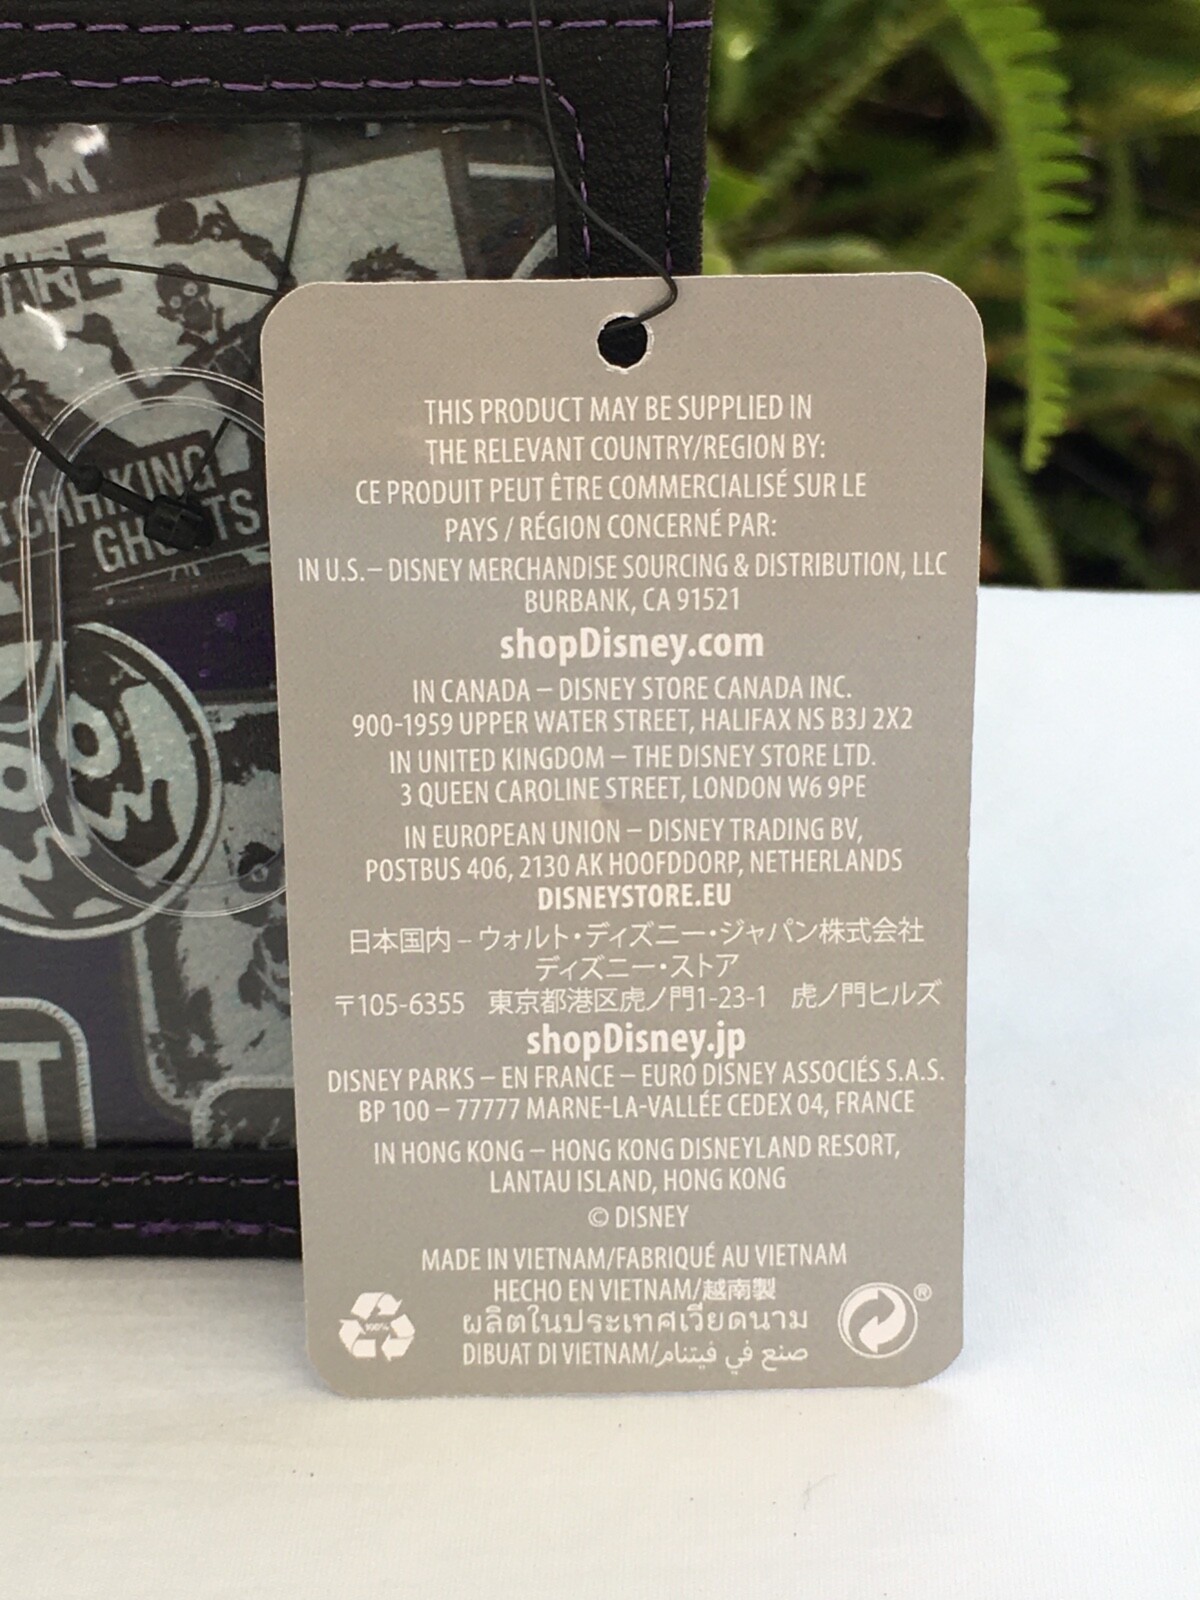 WARE
HITCHHIKING
GHOSTS
T
THIS PRODUCT MAY BE SUPPLIED IN
THE RELEVANT COUNTRY/REGION BY:
CE PRODUIT PEUT ÊTRE COMMERCIALISÉ SUR LE
PAYS / RÉGION CONCERNÉ PAR:
IN U.S.– DISNEY MERCHANDISE SOURCING & DISTRIBUTION, LLC
BURBANK, CA 91521
shopDisney.com
IN CANADA – DISNEY STORE CANADA INC.
900-1959 UPPER WATER STREET, HALIFAX NS B3J 2X2
IN UNITED KINGDOM – THE DISNEY STORE LTD.
3 QUEEN CAROLINE STREET, LONDON W6 9PE
IN EUROPEAN UNION – DISNEY TRADING BV,
POSTBUS 406, 2130 AK HOOFDDORP, NETHERLANDS
DISNEYSTORE.EU
日本国内 – ウォルト・ディズニー・ジャパン株式会社
ディズニー・ストア
〒105-6355 東京都港区虎ノ門1-23-1 虎ノ門ヒルズ
shopDisney.jp
DISNEY PARKS – EN FRANCE – EURO DISNEY ASSOCIÉS S.A.S.
BP 100 – 77777 MARNE-LA-VALLÉE CEDEX 04, FRANCE
IN HONG KONG – HONG KONG DISNEYLAND RESORT,
LANTAU ISLAND, HONG KONG
© DISNEY
MADE IN VIETNAM/FABRIQUÉ AU VIETNAM
HECHO EN VIETNAM/越南製
ผลิตในประเทศเวียดนาม
DIBUAT DI VIETNAM/صنع في فيتنام
100%
®